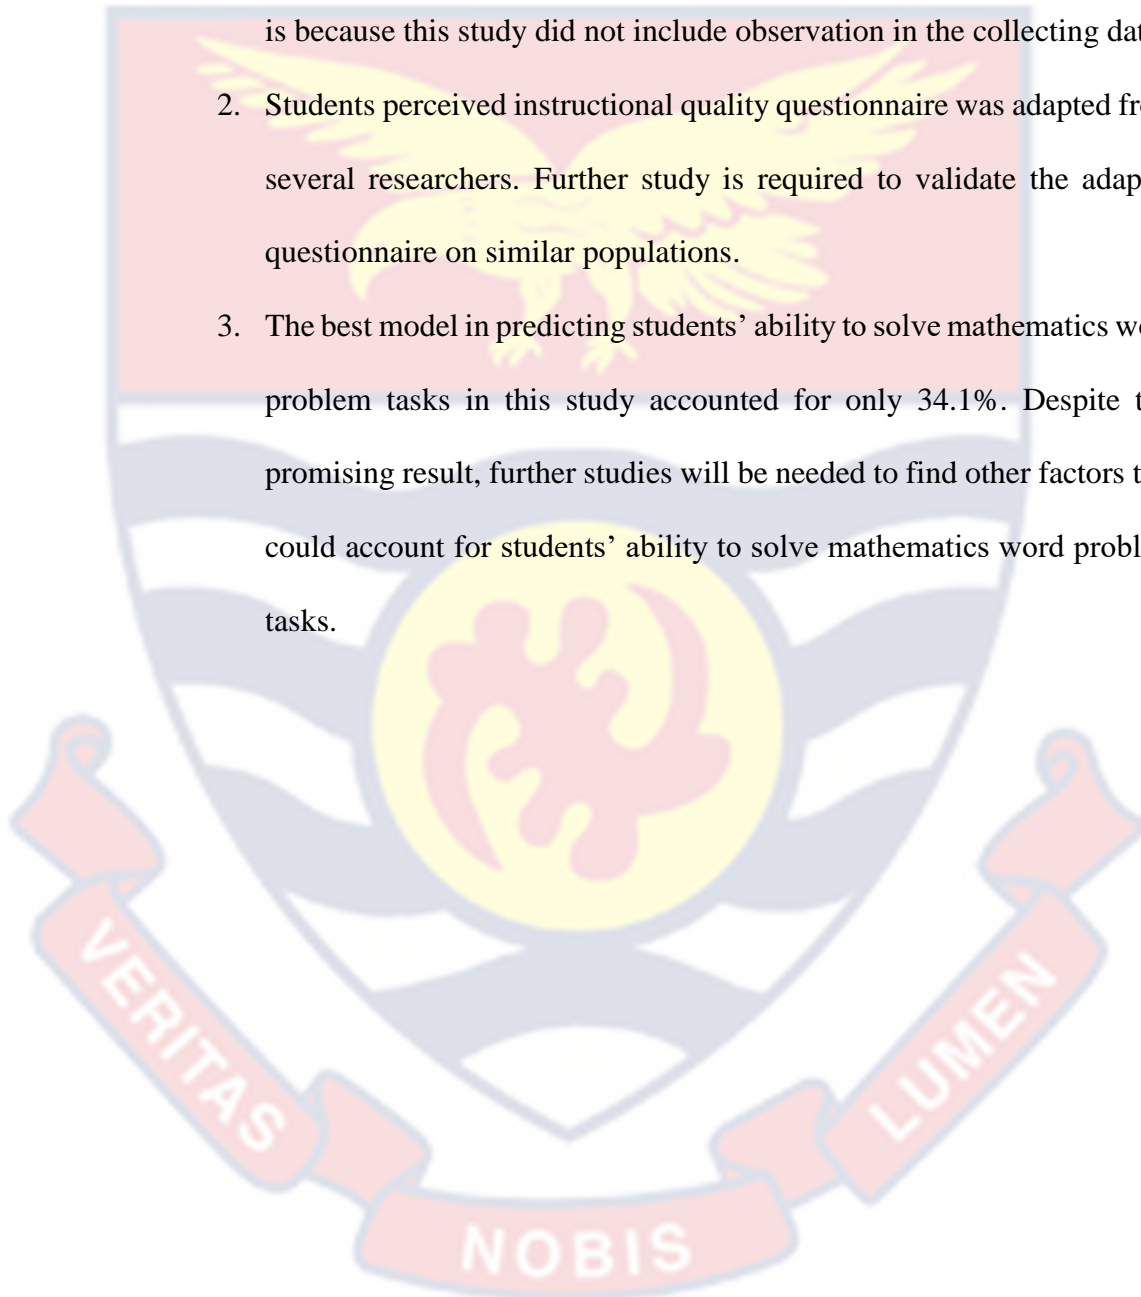 is because this study did not include observation in the collecting dat
2. Students perceived instructional quality questionnaire was adapted fr
several researchers. Further study is required to validate the adap
questionnaire on similar populations.
3. The best model in predicting students’ ability to solve mathematics w
problem tasks in this study accounted for only 34.1%. Despite t
promising result, further studies will be needed to find other factors t
could account for students’ ability to solve mathematics word probl
tasks.
VERITAS
NOBIS
LUMEN